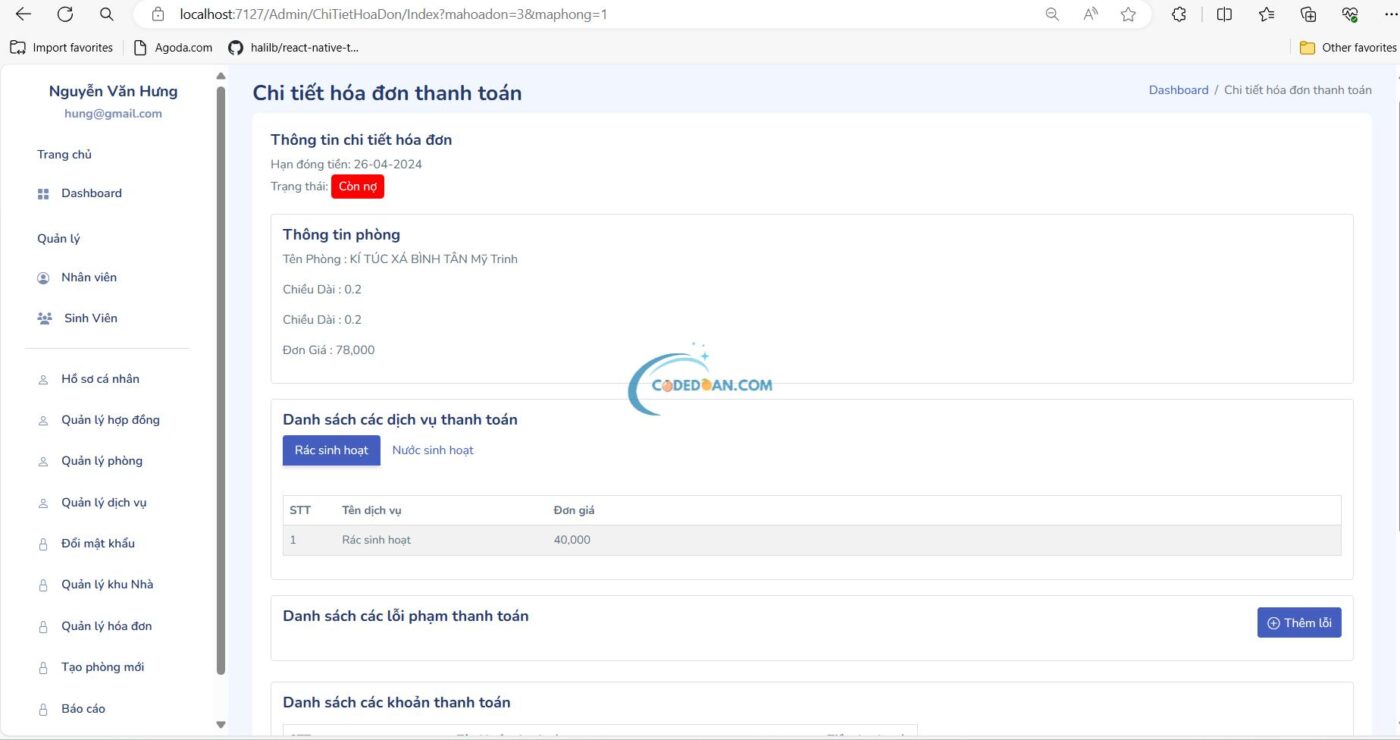 localhost:7127/Admin/ChiTietHoaDon/Index?mahoadon=3&maphong=1
Import favorites
Agoda.com
halilb/react-native-t...
Other favorites
Nguyễn Văn Hưng
hung@gmail.com
Trang chủ
Dashboard
Quản lý
Nhân viên
Sinh Viên
Hồ sơ cá nhân
Quản lý hợp đồng
Quản lý phòng
Quản lý dịch vụ
Đổi mật khẩu
Quản lý khu Nhà
Quản lý hóa đơn
Tạo phòng mới
Báo cáo
Chi tiết hóa đơn thanh toán
Dashboard / Chi tiết hóa đơn thanh toán
Thông tin chi tiết hóa đơn
Hạn đóng tiền: 26-04-2024
Trạng thái: Còn nợ
Thông tin phòng
Tên Phòng : KÍ TÚC XÁ BÌNH TÂN Mỹ Trinh
Chiều Dài : 0.2
Chiều Dài : 0.2
Đơn Giá : 78,000
CODEDOAN.COM
Danh sách các dịch vụ thanh toán
Rác sinh hoạt Nước sinh hoạt
STT Tên dịch vụ Đơn giá
1 Rác sinh hoạt 40,000
Danh sách các lỗi phạm thanh toán
Thêm lỗi
Danh sách các khoản thanh toán